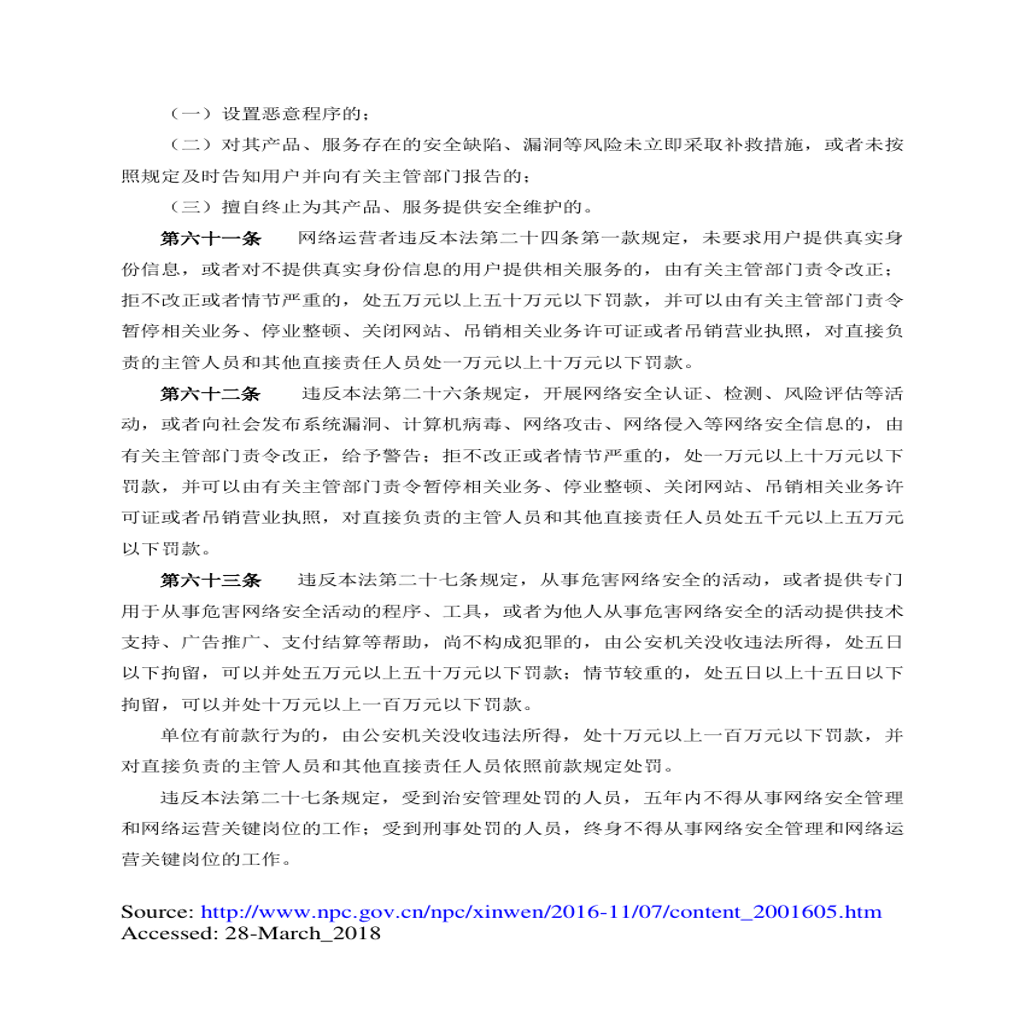 （一）设置恶意程序的；
（二）对其产品、服务存在的安全缺陷、漏洞等风险未立即采取补救措施，或者未按
照规定及时告知用户并向有关主管部门报告的；
（三）擅自终止为其产品、服务提供安全维护的。
第六十一条　网络运营者违反本法第二十四条第一款规定，未要求用户提供真实身
份信息，或者对不提供真实身份信息的用户提供相关服务的，由有关主管部门责令改正；
拒不改正或者情节严重的，处五万元以上五十万元以下罚款，并可以由有关主管部门责令
暂停相关业务、停业整顿、关闭网站、吊销相关业务许可证或者吊销营业执照，对直接负
责的主管人员和其他直接责任人员处一万元以上十万元以下罚款。
第六十二条　违反本法第二十六条规定，开展网络安全认证、检测、风险评估等活
动，或者向社会发布系统漏洞、计算机病毒、网络攻击、网络侵入等网络安全信息的，由
有关主管部门责令改正，给予警告；拒不改正或者情节严重的，处一万元以上十万元以下
罚款，并可以由有关主管部门责令暂停相关业务、停业整顿、关闭网站、吊销相关业务许
可证或者吊销营业执照，对直接负责的主管人员和其他直接责任人员处五千元以上五万元
以下罚款。
第六十三条　违反本法第二十七条规定，从事危害网络安全的活动，或者提供专门
用于从事危害网络安全活动的程序、工具，或者为他人从事危害网络安全的活动提供技术
支持、广告推广、支付结算等帮助，尚不构成犯罪的，由公安机关没收违法所得，处五日
以下拘留，可以并处五万元以上五十万元以下罚款；情节较重的，处五日以上十五日以下
拘留，可以并处十万元以上一百万元以下罚款。
单位有前款行为的，由公安机关没收违法所得，处十万元以上一百万元以下罚款，并
对直接负责的主管人员和其他直接责任人员依照前款规定处罚。
违反本法第二十七条规定，受到治安管理处罚的人员，五年内不得从事网络安全管理
和网络运营关键岗位的工作；受到刑事处罚的人员，终身不得从事网络安全管理和网络运
营关键岗位的工作。
Source: http://www.npc.gov.cn/npc/xinwen/2016-11/07/content_2001605.htm
Accessed: 28-March_2018